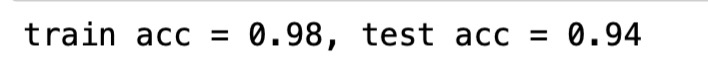 train acc = 0.98, test acc = 0.94